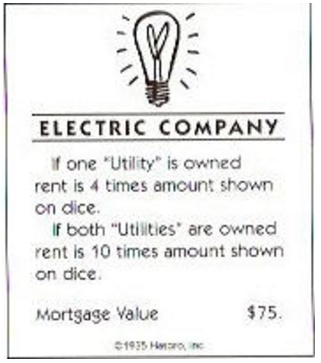 ELECTRIC COMPANY
If one "Utility" is owned
rent is 4 times amount shown
on dice.
If both "Utilities" are owned
rent is 10 times amount shown
on dice.
Mortgage Value $75.
©1935 Hasbro, Inc.